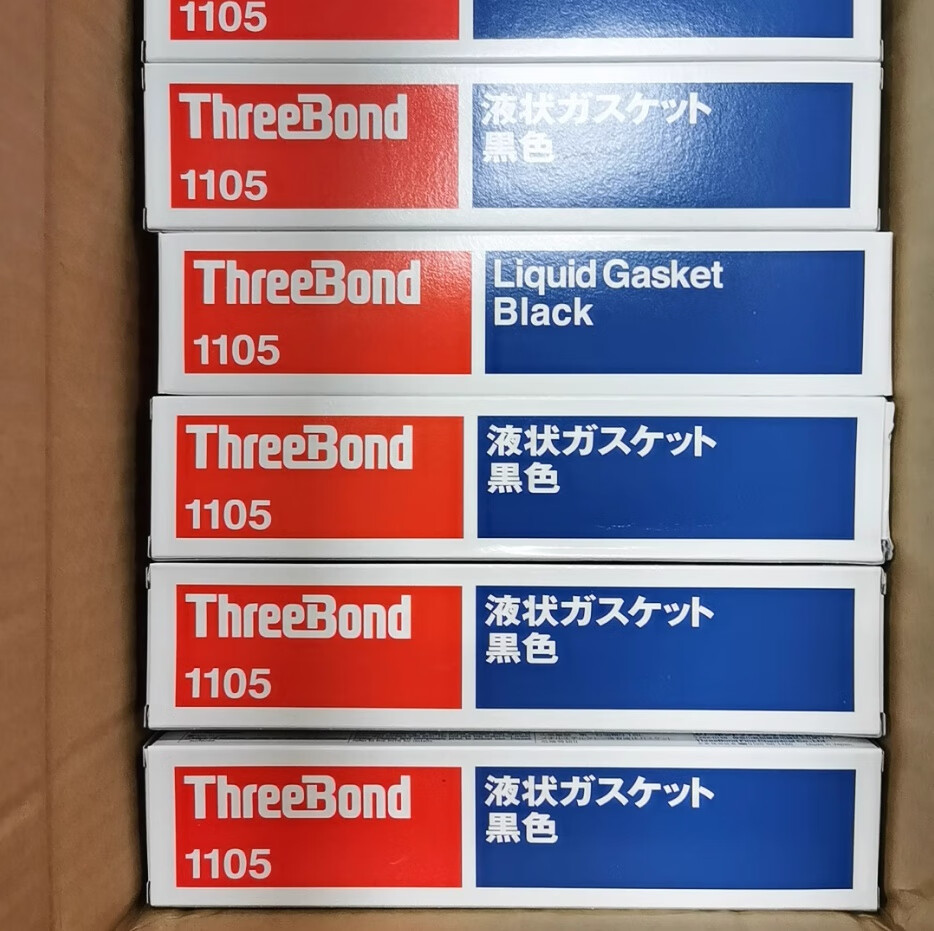 1105
ThreeBond
1105
液状ガスケット
黒色
ThreeBond
1105
Liquid Gasket
Black
ThreeBond
1105
液状ガスケット
黒色
ThreeBond
1105
液状ガスケット
黒色
ThreeBond
1105
液状ガスケット
黒色